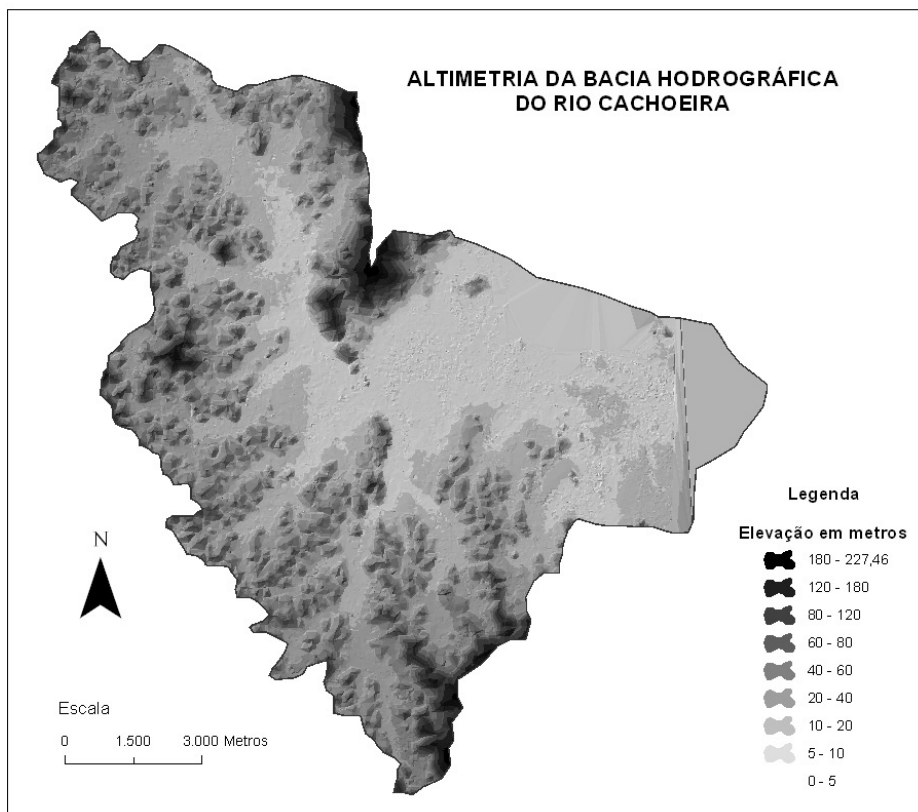 ALTIMETRIA DA BACIA HODROGRÁFICA
DO RIO CACHOEIRA
N
Escala
0 1.500 3.000 Metros
Legenda
Elevação em metros
180 - 227,46
120 - 180
80 - 120
60 - 80
40 - 60
20 - 40
10 - 20
5 - 10
0 - 5